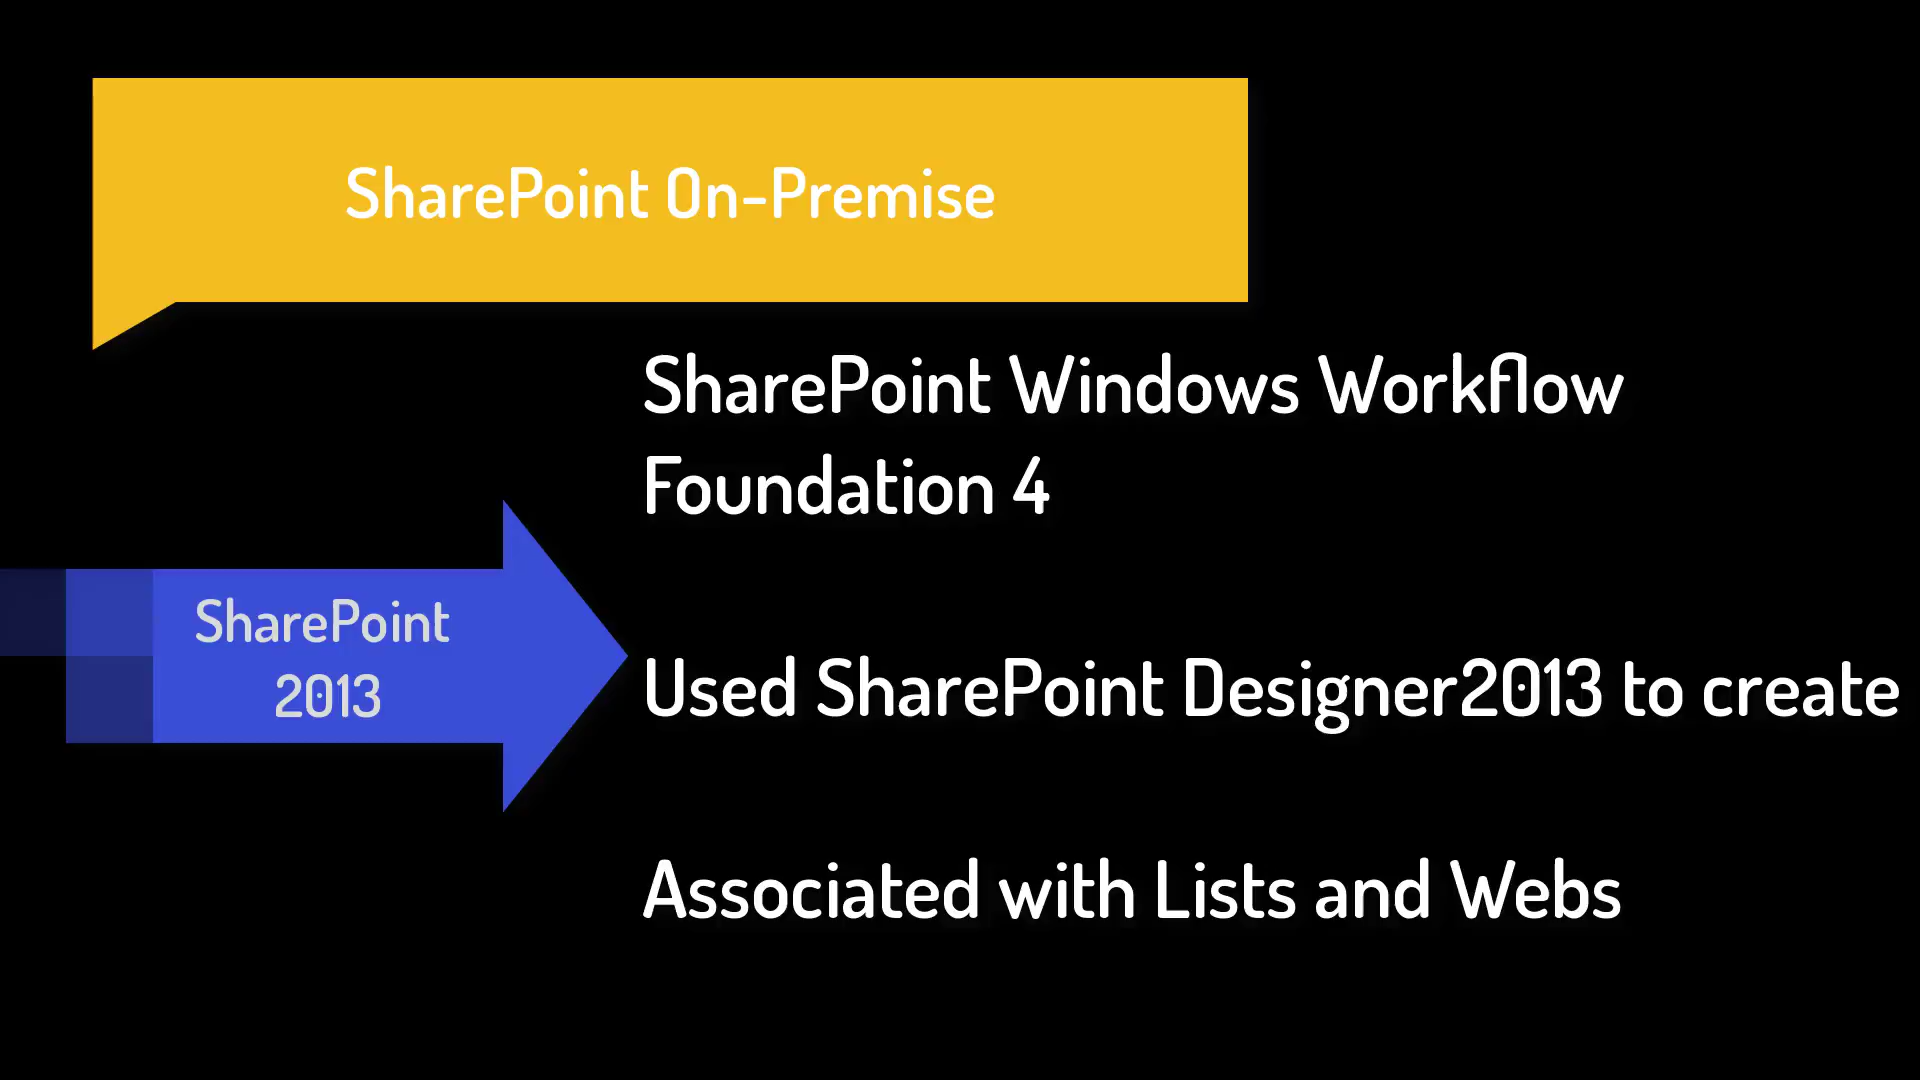 SharePoint On-Premise
SharePoint Windows Workflow
Foundation 4
SharePoint
2013
Used SharePoint Designer2013 to create
Associated with Lists and Webs